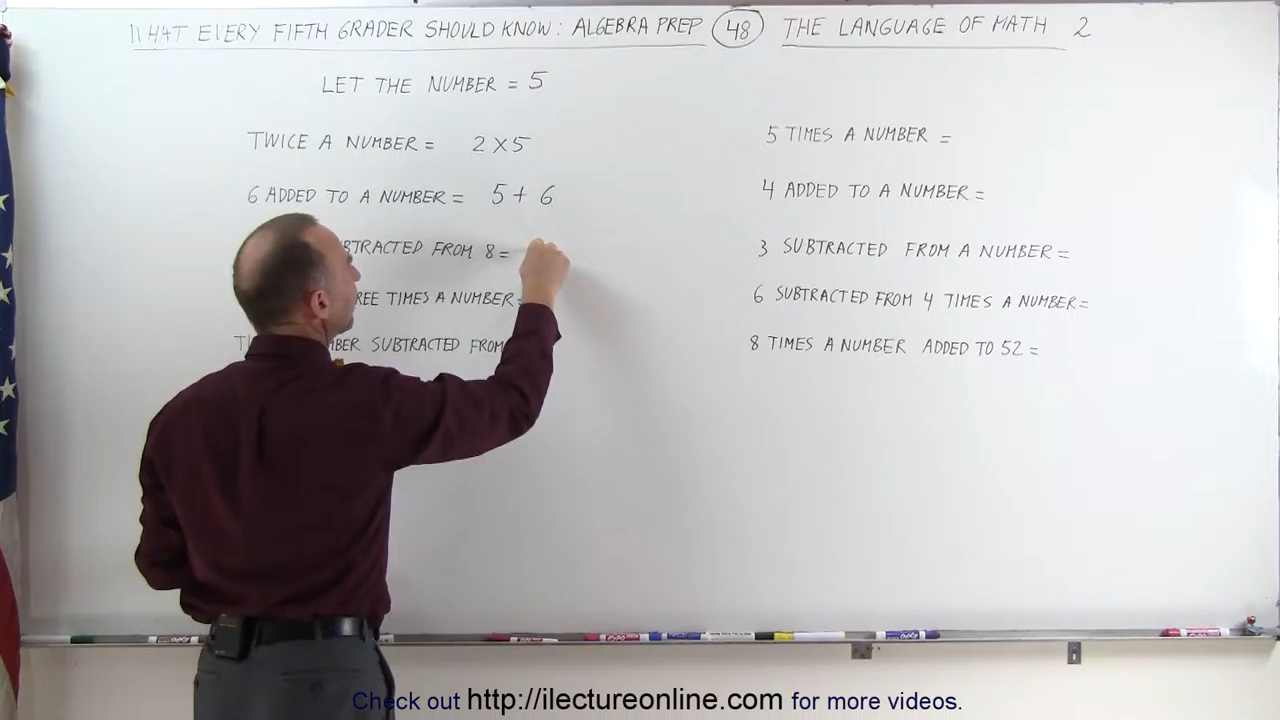 WHAT EVERY FIFTH GRADER SHOULD KNOW: ALGEBRA PREP 48 THE LANGUAGE OF MATH 2
LET THE NUMBER = 5
TWICE A NUMBER = 2 × 5
6 ADDED TO A NUMBER = 5 + 6
SUBTRACTED FROM 8 =
TIMES A NUMBER =
SUBTRACTED FROM
5 TIMES A NUMBER =
4 ADDED TO A NUMBER =
3 SUBTRACTED FROM A NUMBER =
6 SUBTRACTED FROM 4 TIMES A NUMBER =
8 TIMES A NUMBER ADDED TO 52 =
Check out http://ilectureonline.com for more videos.